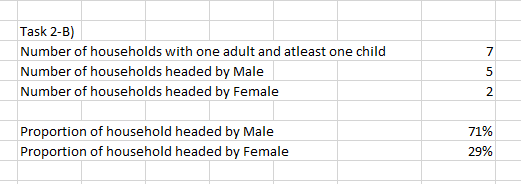 Task 2-B)
Number of households with one adult and atleast one child 7
Number of households headed by Male 5
Number of households headed by Female 2
Proportion of household headed by Male 71%
Proportion of household headed by Female 29%